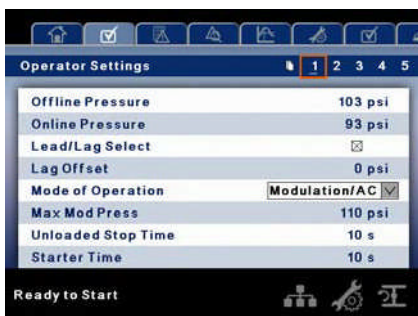 Operator Settings 1 2 3 4 5
Offline Pressure 103 psi
Online Pressure 93 psi
Lead/Lag Select
Lag Offset 0 psi
Mode of Operation Modulation/AC
Max Mod Press 110 psi
Unloaded Stop Time 10 s
Starter Time 10 s
Ready to Start